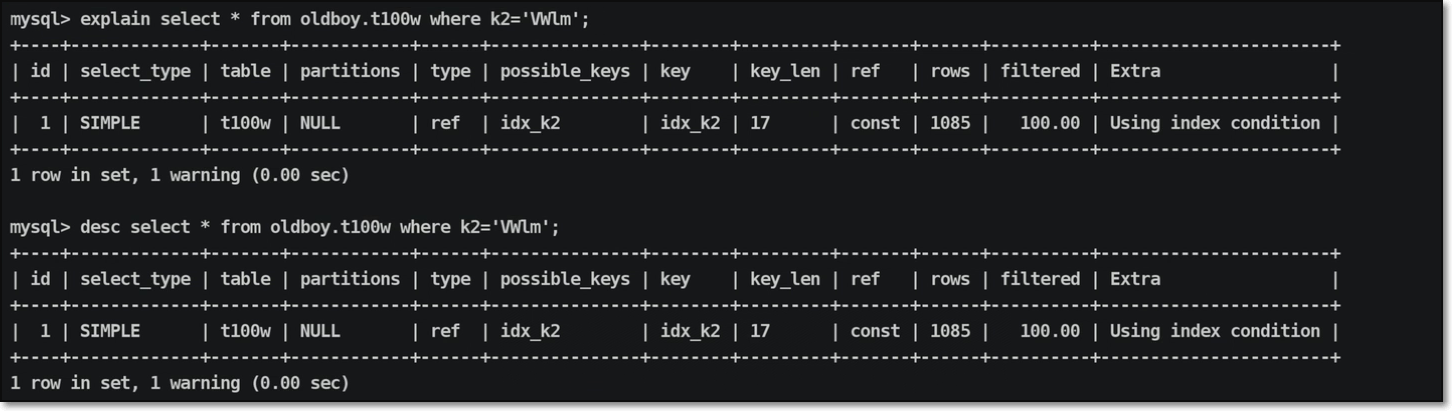 mysql> explain select * from oldboy.t100w where k2='VWlm';
+----+-------------+-------+------------+------+---------------+--------+---------+-------+------+----------+-----------------------+
| id | select_type | table | partitions | type | possible_keys | key    | key_len | ref   | rows | filtered | Extra                 |
+----+-------------+-------+------------+------+---------------+--------+---------+-------+------+----------+-----------------------+
|  1 | SIMPLE      | t100w | NULL       | ref  | idx_k2        | idx_k2 | 17      | const | 1085 |   100.00 | Using index condition |
+----+-------------+-------+------------+------+---------------+--------+---------+-------+------+----------+-----------------------+
1 row in set, 1 warning (0.00 sec)
mysql> desc select * from oldboy.t100w where k2='VWlm';
+----+-------------+-------+------------+------+---------------+--------+---------+-------+------+----------+-----------------------+
| id | select_type | table | partitions | type | possible_keys | key    | key_len | ref   | rows | filtered | Extra                 |
+----+-------------+-------+------------+------+---------------+--------+---------+-------+------+----------+-----------------------+
|  1 | SIMPLE      | t100w | NULL       | ref  | idx_k2        | idx_k2 | 17      | const | 1085 |   100.00 | Using index condition |
+----+-------------+-------+------------+------+---------------+--------+---------+-------+------+----------+-----------------------+
1 row in set, 1 warning (0.00 sec)